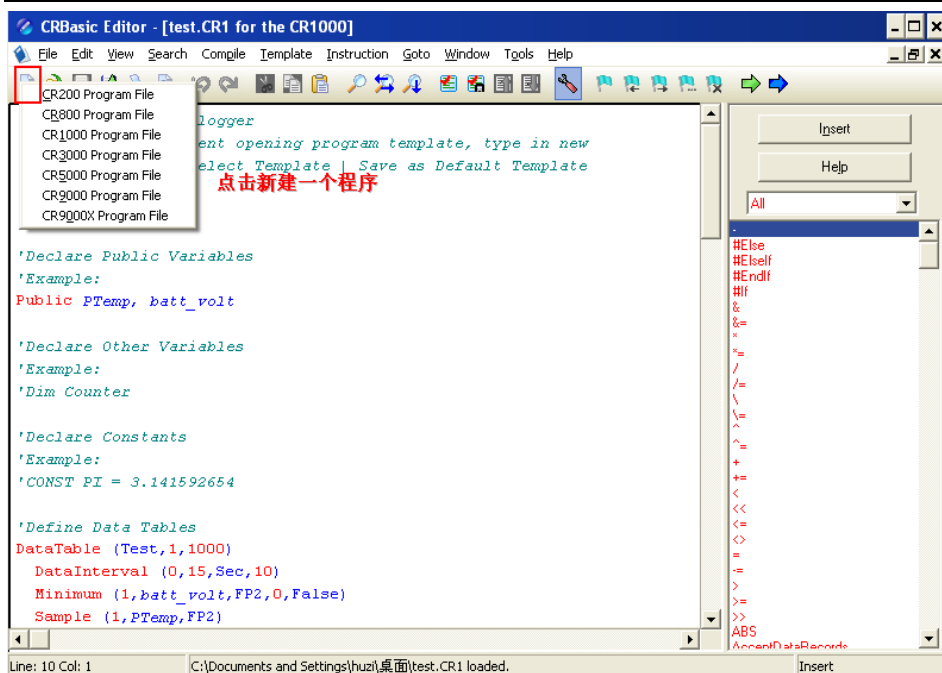 CRBasic Editor - [test.CR1 for the CR1000]
File Edit View Search Compile Template Instruction Goto Window Tools Help
CR200 Program File
CR800 Program File
CR1000 Program File
CR3000 Program File
CR5000 Program File
CR9000 Program File
CR9000X Program File
logger
ent opening program template, type in new
elect Template | Save as Default Template
点击新建一个程序
'Declare Public Variables
'Example:
Public PTemp, batt_volt
'Declare Other Variables
'Example:
'Dim Counter
'Declare Constants
'Example:
'CONST PI = 3.141592654
'Define Data Tables
DataTable (Test,1,1000)
DataInterval (0,15,Sec,10)
Minimum (1,batt_volt,FP2,0,False)
Sample (1,PTemp,FP2)
Insert
Help
All
-
#Else
#ElseIf
#EndIf
#If
&
&=
*
*=
/
/=
\
\=
^
^=
+
+=
<
<<
<=
<>
=
-=
>
>=
>>
ABS
AcceptDataRecords
Line: 10 Col: 1 C:\Documents and Settings\huzi\桌面\test.CR1 loaded. Insert